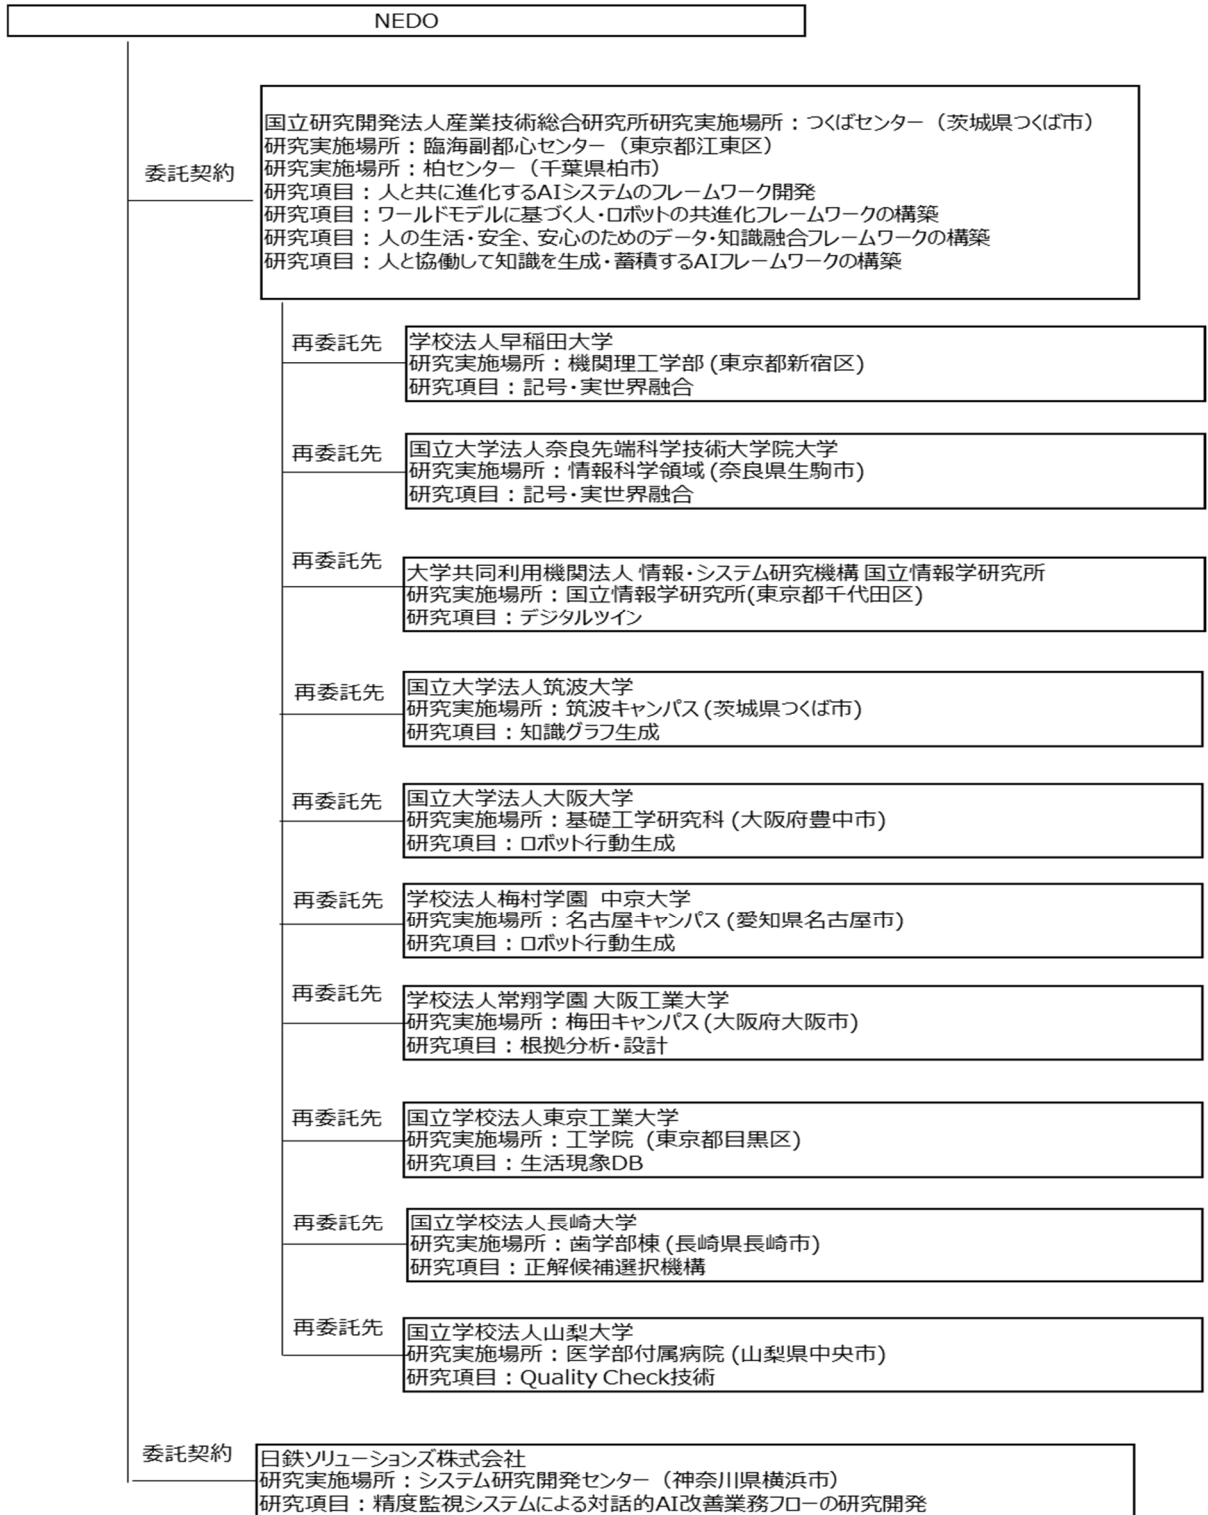 NEDO
委託契約
国立研究開発法人産業技術総合研究所研究実施場所：つくばセンター（茨城県つくば市）
研究実施場所：臨海副都心センター（東京都江東区）
研究実施場所：柏センター（千葉県柏市）
研究項目：人と共に進化するAIシステムのフレームワーク開発
研究項目：ワールドモデルに基づく人・ロボットの共進化フレームワークの構築
研究項目：人の生活・安全、安心のためのデータ・知識融合フレームワークの構築
研究項目：人と協働して知識を生成・蓄積するAIフレームワークの構築
再委託先
学校法人早稲田大学
研究実施場所：機関理工学部 (東京都新宿区)
研究項目：記号・実世界融合
再委託先
国立大学法人奈良先端科学技術大学院大学
研究実施場所：情報科学領域 (奈良県生駒市)
研究項目：記号・実世界融合
再委託先
大学共同利用機関法人 情報・システム研究機構 国立情報学研究所
研究実施場所：国立情報学研究所(東京都千代田区)
研究項目：デジタルツイン
再委託先
国立大学法人筑波大学
研究実施場所：筑波キャンパス (茨城県つくば市)
研究項目：知識グラフ生成
再委託先
国立大学法人大阪大学
研究実施場所：基礎工学研究科 (大阪府豊中市)
研究項目：ロボット行動生成
再委託先
学校法人梅村学園 中京大学
研究実施場所：名古屋キャンパス (愛知県名古屋市)
研究項目：ロボット行動生成
再委託先
学校法人常翔学園 大阪工業大学
研究実施場所：梅田キャンパス (大阪府大阪市)
研究項目：根拠分析・設計
再委託先
国立学校法人東京工業大学
研究実施場所：工学院 (東京都目黒区)
研究項目：生活現象DB
再委託先
国立学校法人長崎大学
研究実施場所：歯学部棟 (長崎県長崎市)
研究項目：正解候補選択機構
再委託先
国立学校法人山梨大学
研究実施場所：医学部付属病院 (山梨県中央市)
研究項目：Quality Check技術
委託契約
日鉄ソリューションズ株式会社
研究実施場所：システム研究開発センター（神奈川県横浜市）
研究項目：精度監視システムによる対話的AI改善業務フローの研究開発